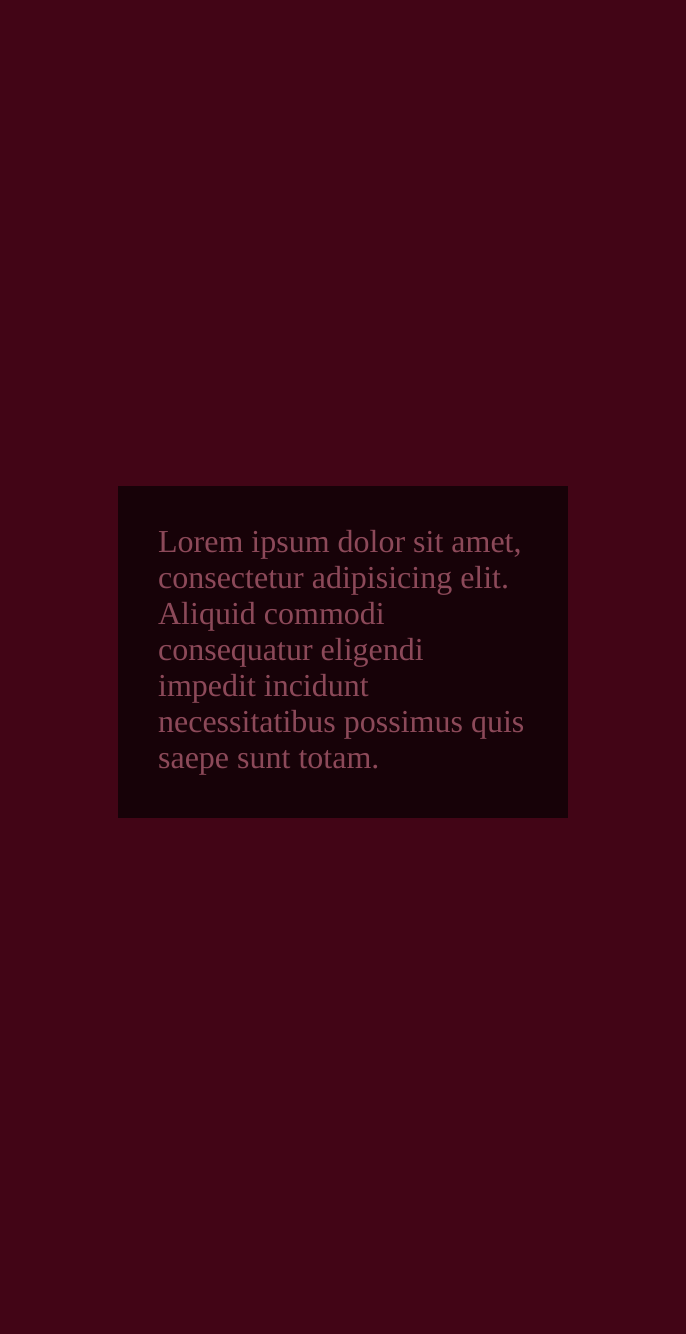 Lorem ipsum dolor sit amet,
consectetur adipisicing elit.
Aliquid commodi
consequatur eligendi
impedit incidunt
necessitatibus possimus quis
saepe sunt totam.